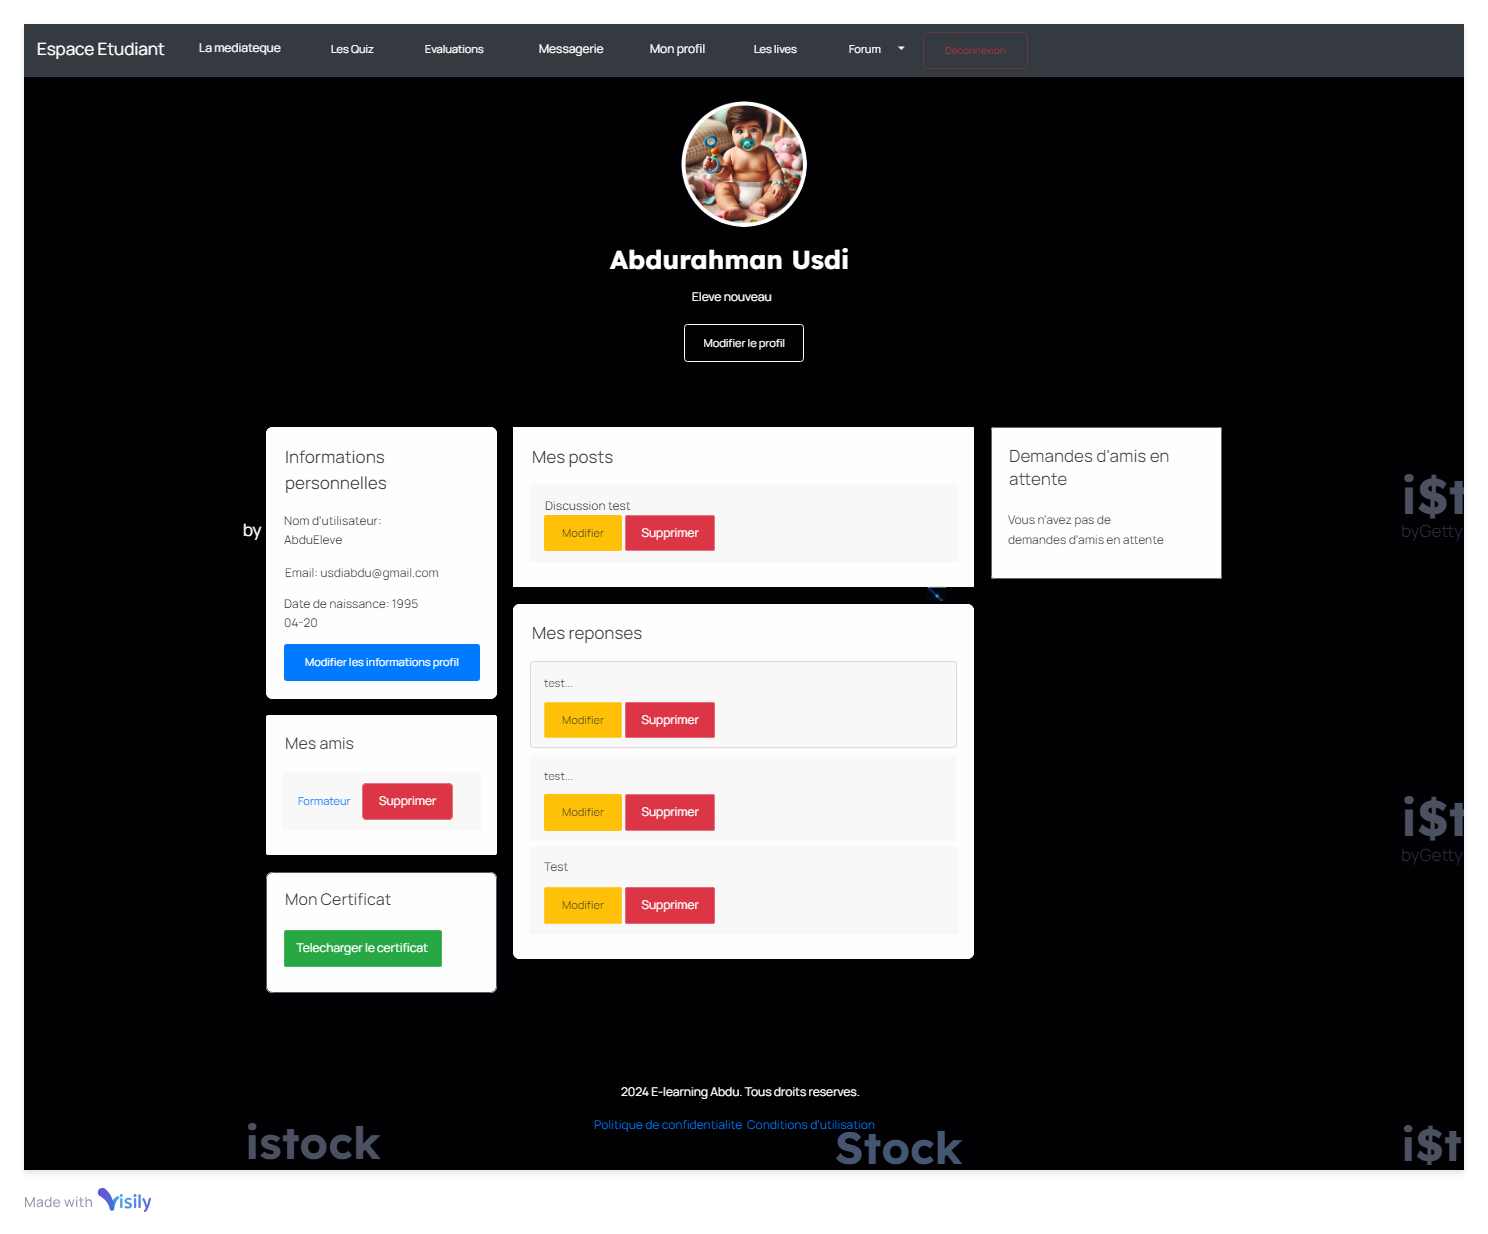 Espace Etudiant
La mediateque
Les Quiz
Evaluations
Messagerie
Mon profil
Les lives
Forum
Deconnexion
Abdurahman Usdi
Eleve nouveau
Modifier le profil
Informations
personnelles
Nom d'utilisateur:
AbduEleve
Email: usdiabdu@gmail.com
Date de naissance: 1995
04-20
Modifier les informations profil
by
Mes amis
Formateur
Supprimer
Mon Certificat
Telecharger le certificat
Mes posts
Discussion test
Modifier
Supprimer
Mes reponses
test...
Modifier
Supprimer
test...
Modifier
Supprimer
Test
Modifier
Supprimer
Demandes d'amis en
attente
Vous n'avez pas de
demandes d'amis en attente
i$t
byGetty
i$t
byGetty
2024 E-learning Abdu. Tous droits reserves.
Politique de confidentialite Conditions d'utilisation
istock
Stock
i$t
Made with Visily